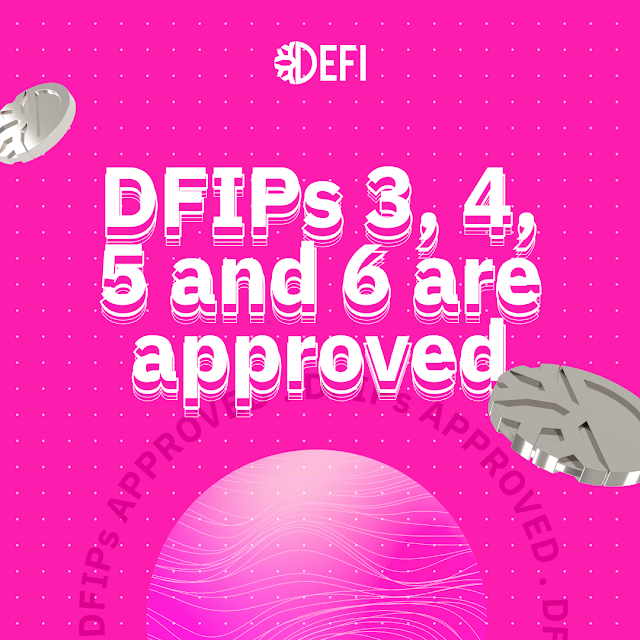 DEFI
DFIPs 3, 4,
5 and 6 are
approved
DFIPs APPROVED · DFIPs APPROVED · DF